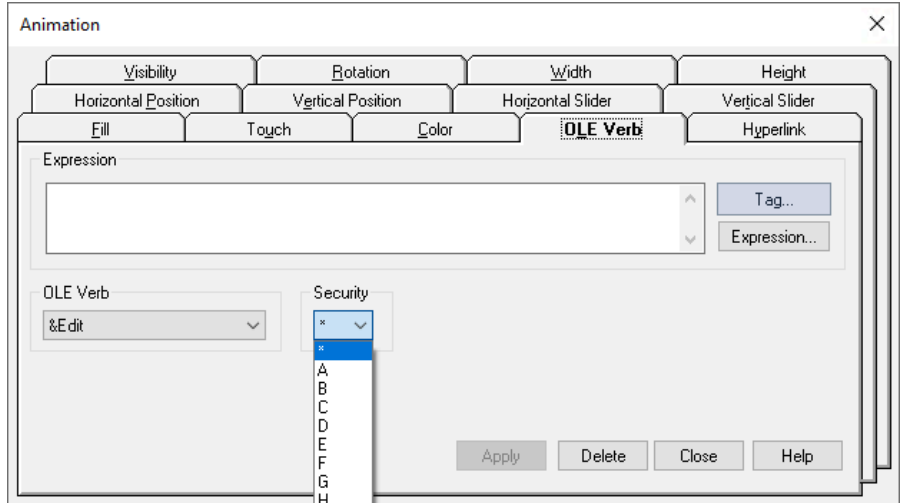 Animation
Visibility Rotation Width Height
Horizontal Position Vertical Position Horizontal Slider Vertical Slider
Fill Touch Color OLE Verb Hyperlink
Expression
Tag...
Expression...
OLE Verb Security
&Edit *
*
A
B
C
D
E
F
G
H
Apply Delete Close Help